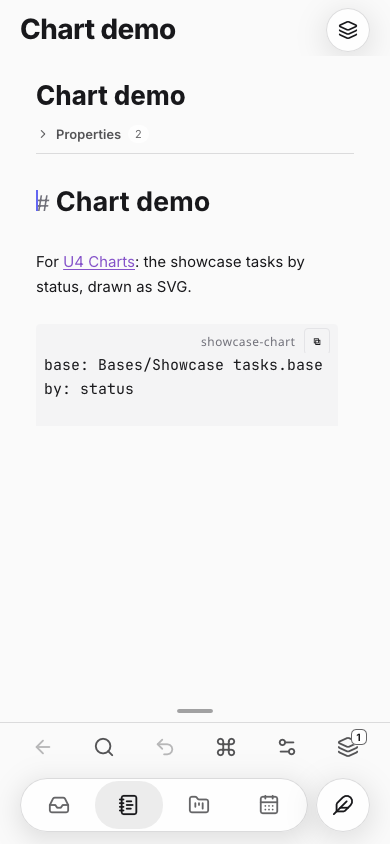 Chart demo
Chart demo
Properties 2
# Chart demo
For U4 Charts: the showcase tasks by
status, drawn as SVG.
showcase-chart
base: Bases/Showcase tasks.base
by: status
1